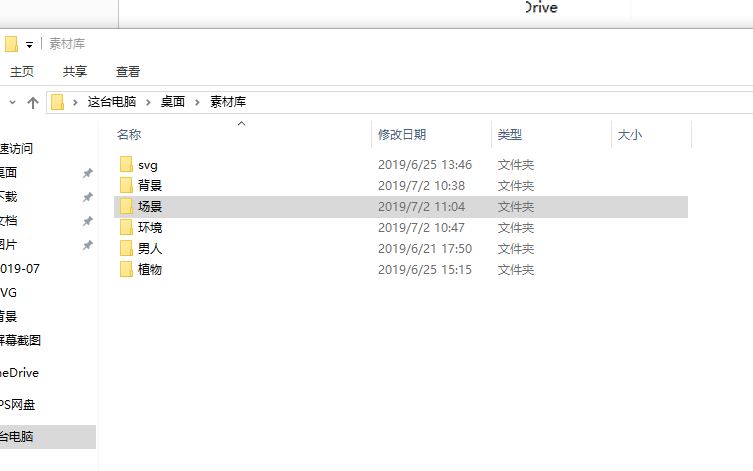 Drive
素材库
主页 共享 查看
这台电脑 桌面 素材库
名称 修改日期 类型 大小
速访问
桌面
下载
文档
图片
019-07
VG
背景
屏幕截图
neDrive
PS网盘
台电脑
svg 2019/6/25 13:46 文件夹
背景 2019/7/2 10:38 文件夹
场景 2019/7/2 11:04 文件夹
环境 2019/7/2 10:47 文件夹
男人 2019/6/21 17:50 文件夹
植物 2019/6/25 15:15 文件夹